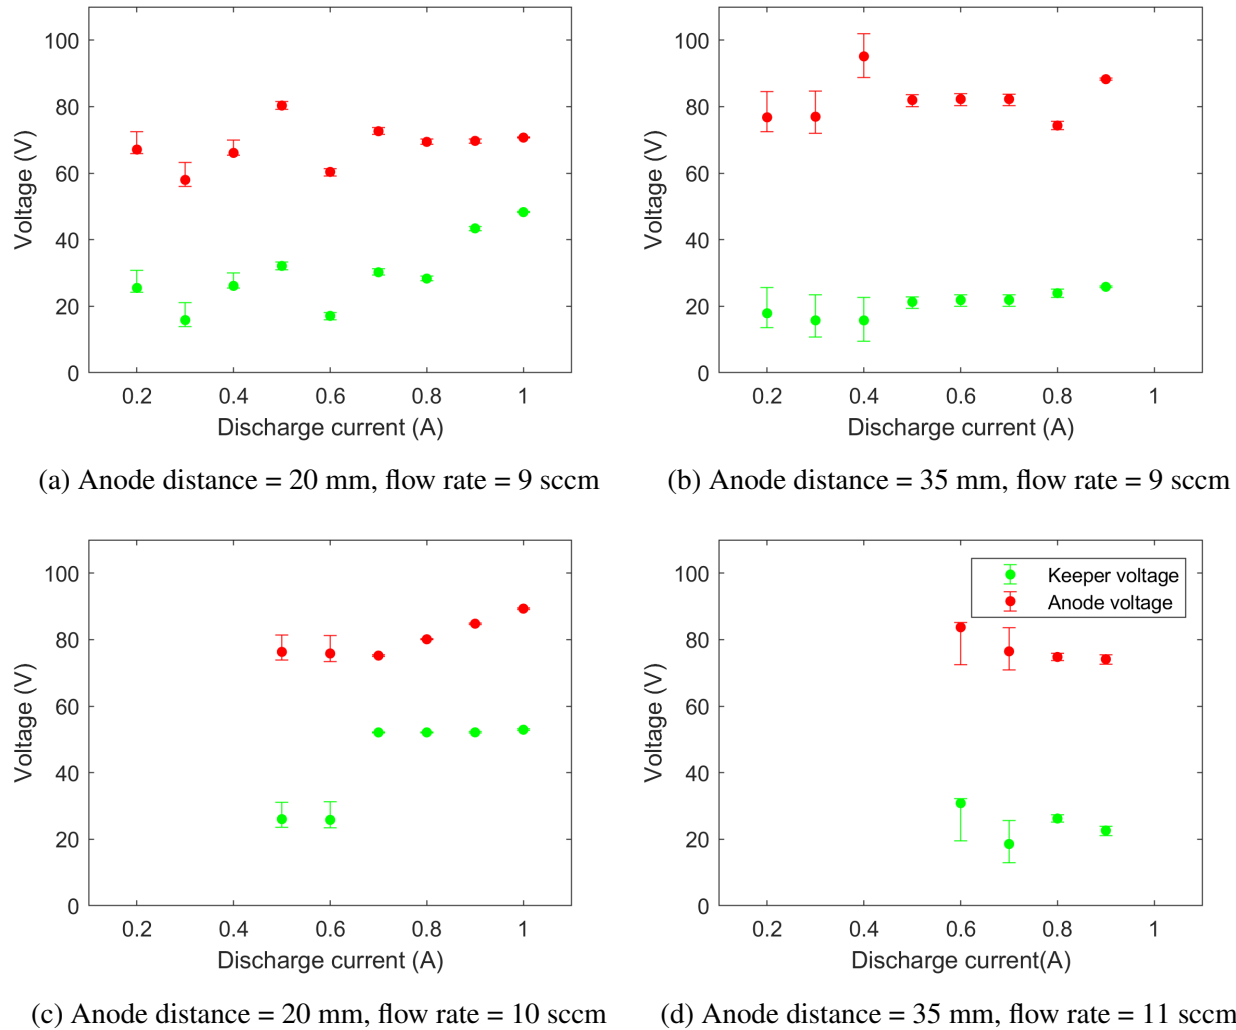 100
80
60
40
20
0
Voltage (V)
0.2 0.4 0.6 0.8 1
Discharge current (A)
(a) Anode distance = 20 mm, flow rate = 9 sccm
100
80
60
40
20
0
Voltage (V)
0.2 0.4 0.6 0.8 1
Discharge current (A)
(b) Anode distance = 35 mm, flow rate = 9 sccm
100
80
60
40
20
0
Voltage (V)
0.2 0.4 0.6 0.8 1
Discharge current (A)
(c) Anode distance = 20 mm, flow rate = 10 sccm
100
80
60
40
20
0
Voltage (V)
Keeper voltage
Anode voltage
0.2 0.4 0.6 0.8 1
Discharge current(A)
(d) Anode distance = 35 mm, flow rate = 11 sccm